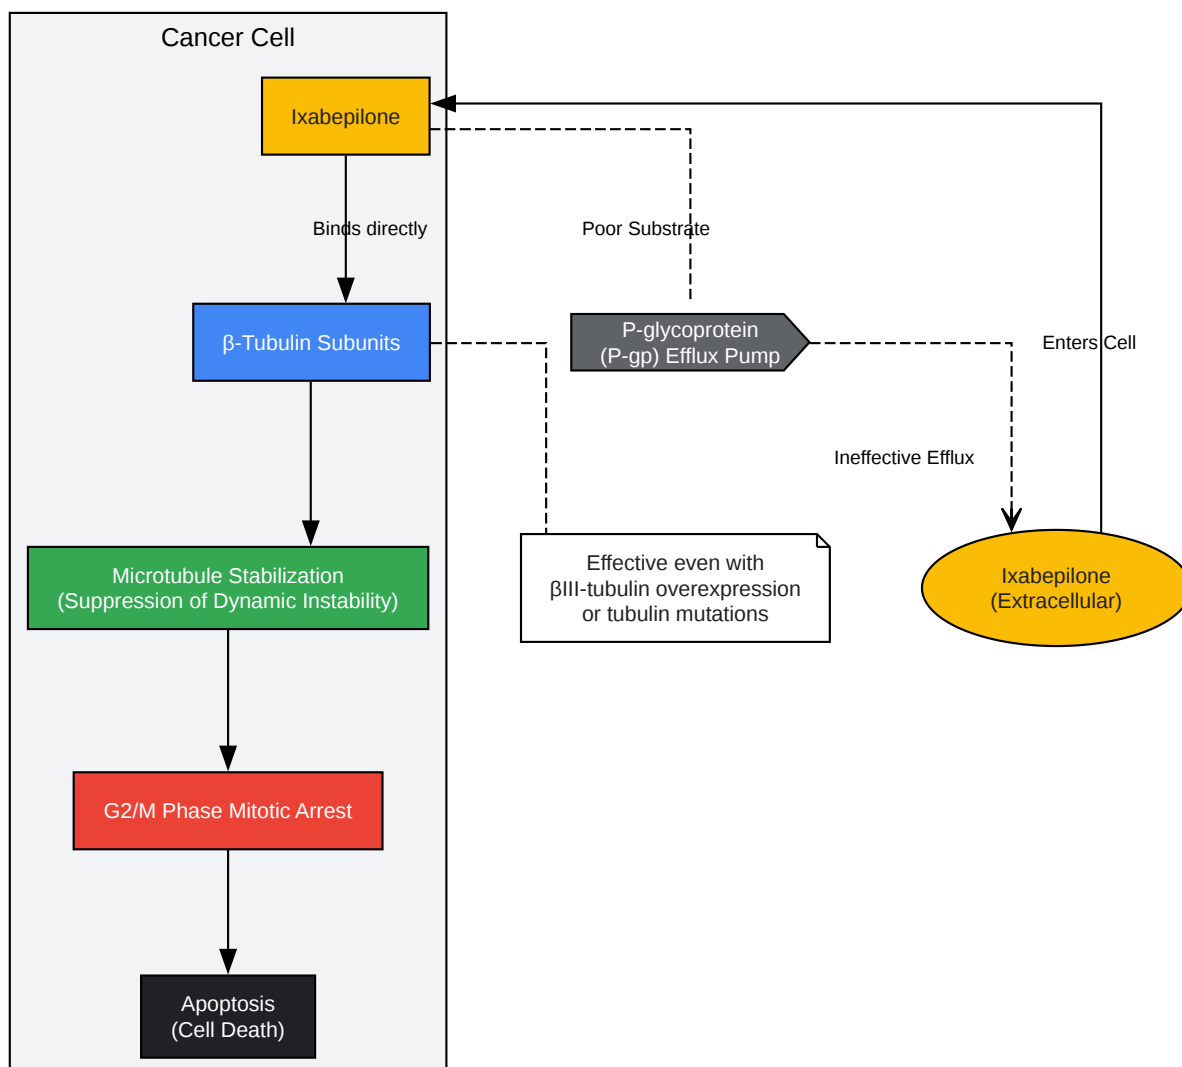 Cancer Cell
Ixabepilone
Binds directly
Poor Substrate
β-Tubulin Subunits
P-glycoprotein
(P-gp) Efflux Pump
Enters Cell
Ineffective Efflux
Microtubule Stabilization
(Suppression of Dynamic Instability)
Effective even with
βIII-tubulin overexpression
or tubulin mutations
Ixabepilone
(Extracellular)
G2/M Phase Mitotic Arrest
Apoptosis
(Cell Death)